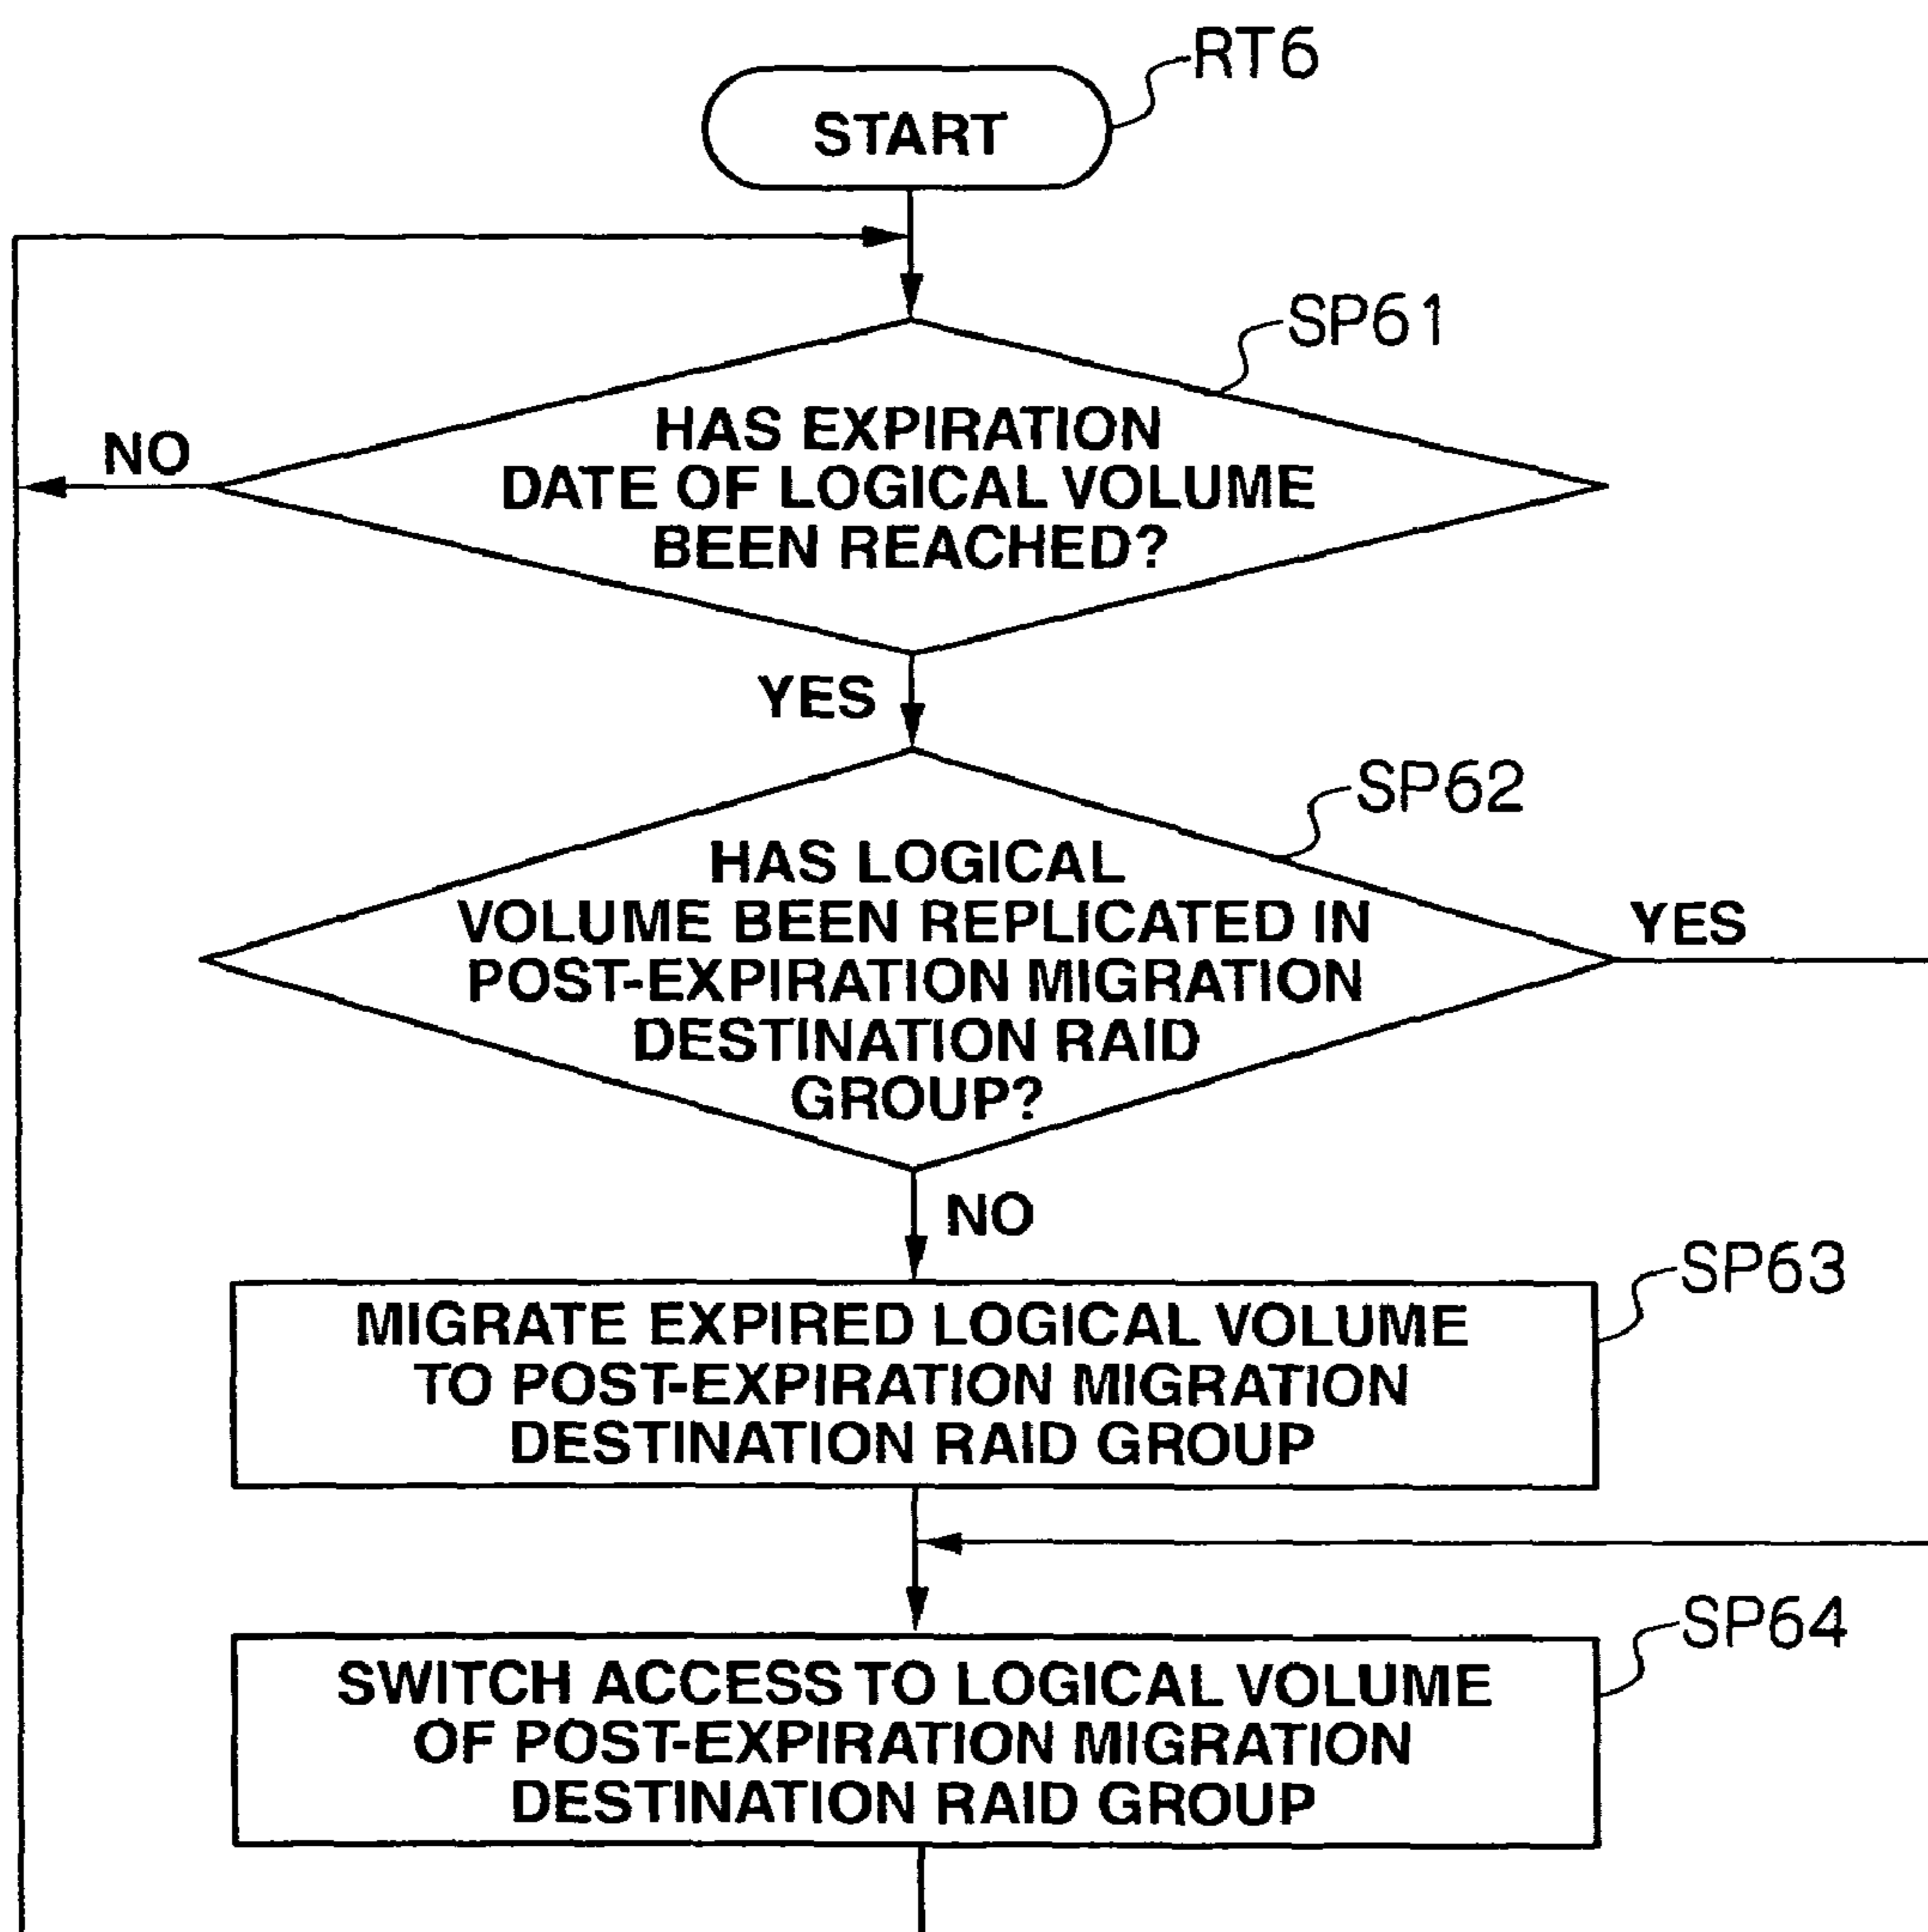 RT6
START
SP61
HAS EXPIRATION
DATE OF LOGICAL VOLUME
BEEN REACHED?
NO
YES
SP62
HAS LOGICAL
VOLUME BEEN REPLICATED IN
POST-EXPIRATION MIGRATION
DESTINATION RAID
GROUP?
YES
NO
SP63
MIGRATE EXPIRED LOGICAL VOLUME
TO POST-EXPIRATION MIGRATION
DESTINATION RAID GROUP
SP64
SWITCH ACCESS TO LOGICAL VOLUME
OF POST-EXPIRATION MIGRATION
DESTINATION RAID GROUP